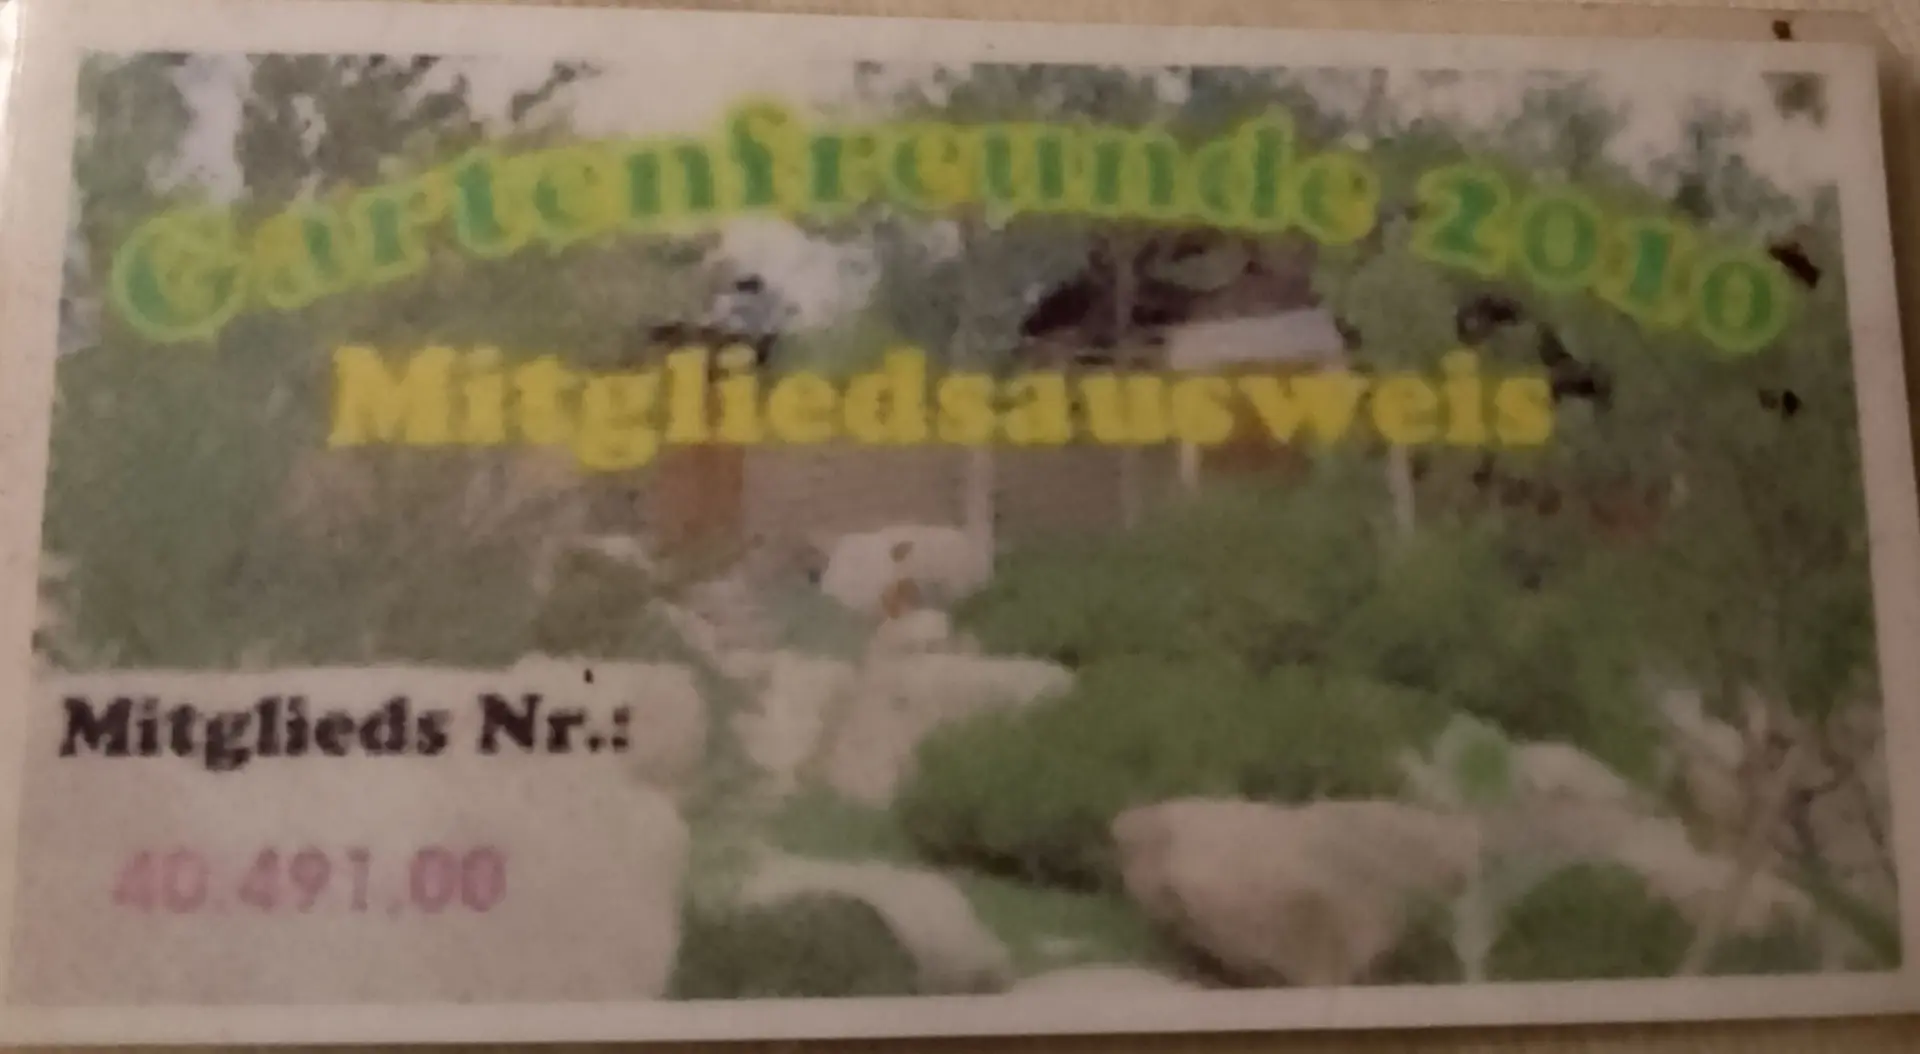 Gartenfreunde 2010
Mitgliedsausweis
Mitglieds Nr.:
40.491,00